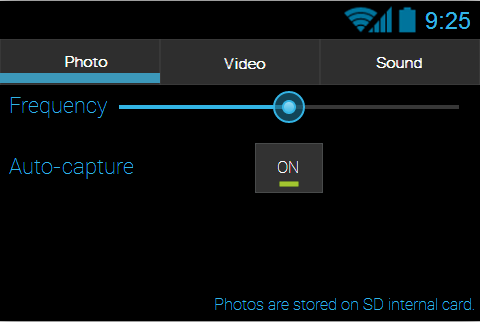 9:25
Photo Video Sound
Frequency
Auto-capture ON
Photos are stored on SD internal card.